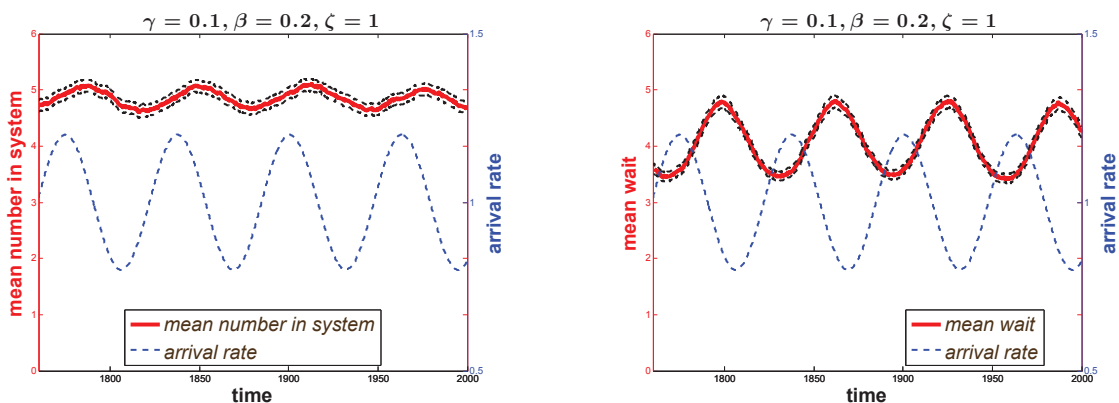 γ = 0.1, β = 0.2, ζ = 1
mean number in system
6
5
4
3
2
1
0
1.5
1
0.5
arrival rate
mean number in system
arrival rate
1800
1850
1900
1950
2000
time
γ = 0.1, β = 0.2, ζ = 1
mean wait
6
5
4
3
2
1
0
1.5
1
0.5
arrival rate
mean wait
arrival rate
1800
1850
1900
1950
2000
time